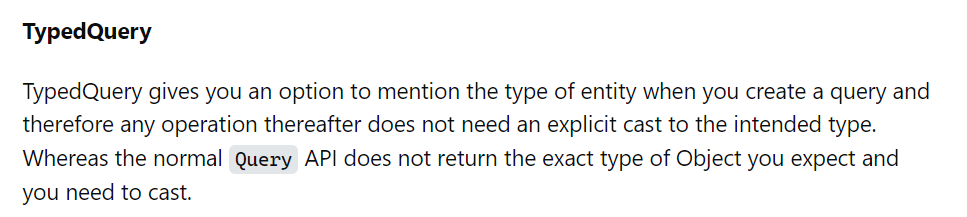 TypedQuery
TypedQuery gives you an option to mention the type of entity when you create a query and
therefore any operation thereafter does not need an explicit cast to the intended type.
Whereas the normal Query API does not return the exact type of Object you expect and
you need to cast.